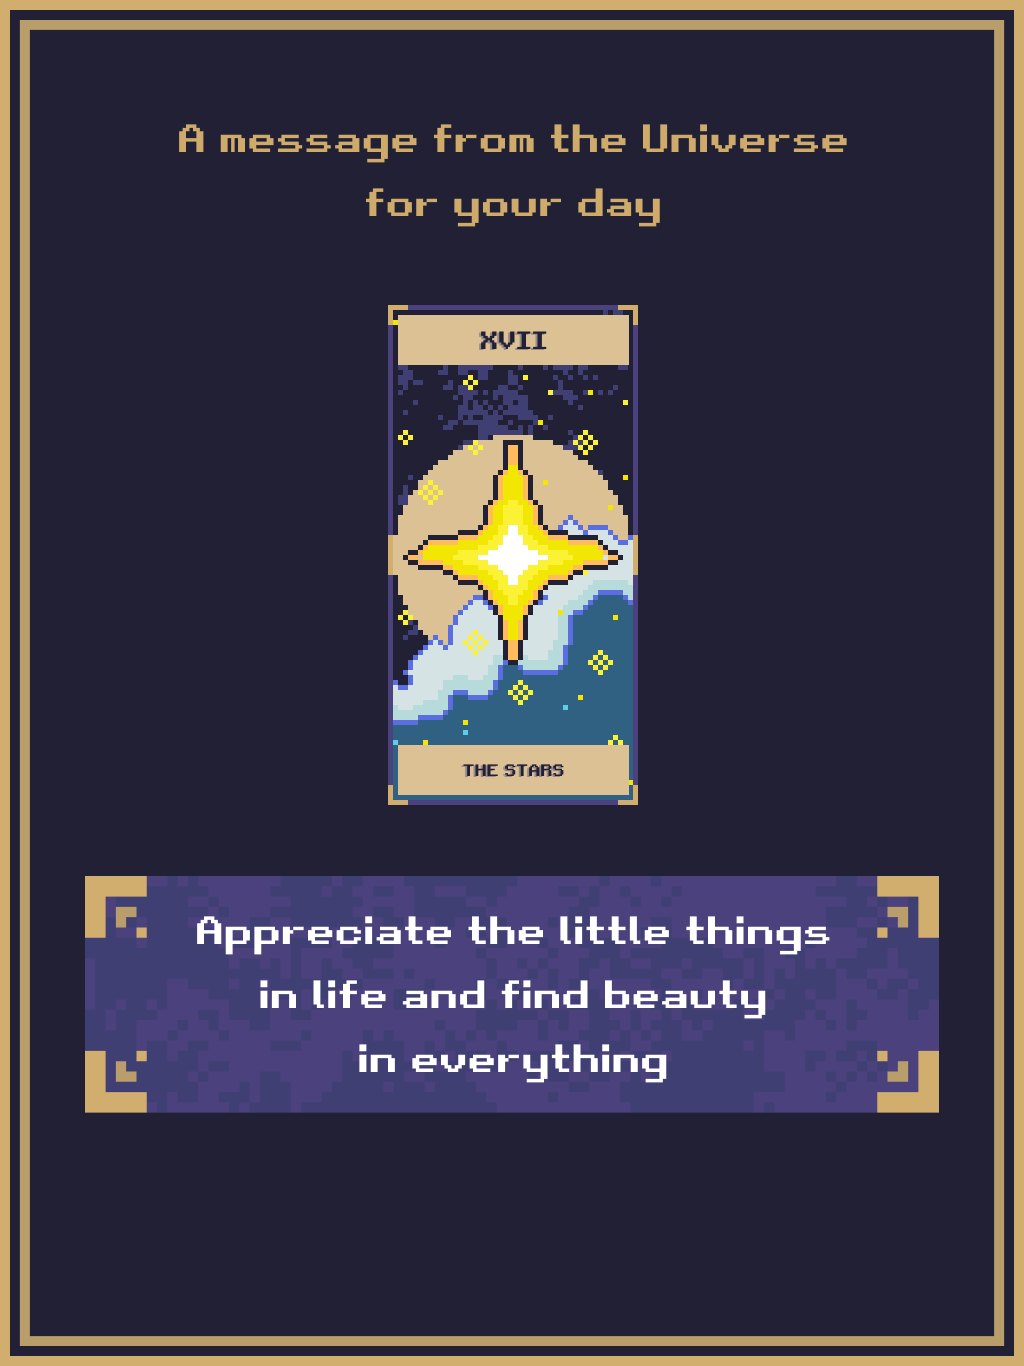 A message from the Universe
for your day
XVII
THE STARS
Appreciate the little things
in life and find beauty
in everything